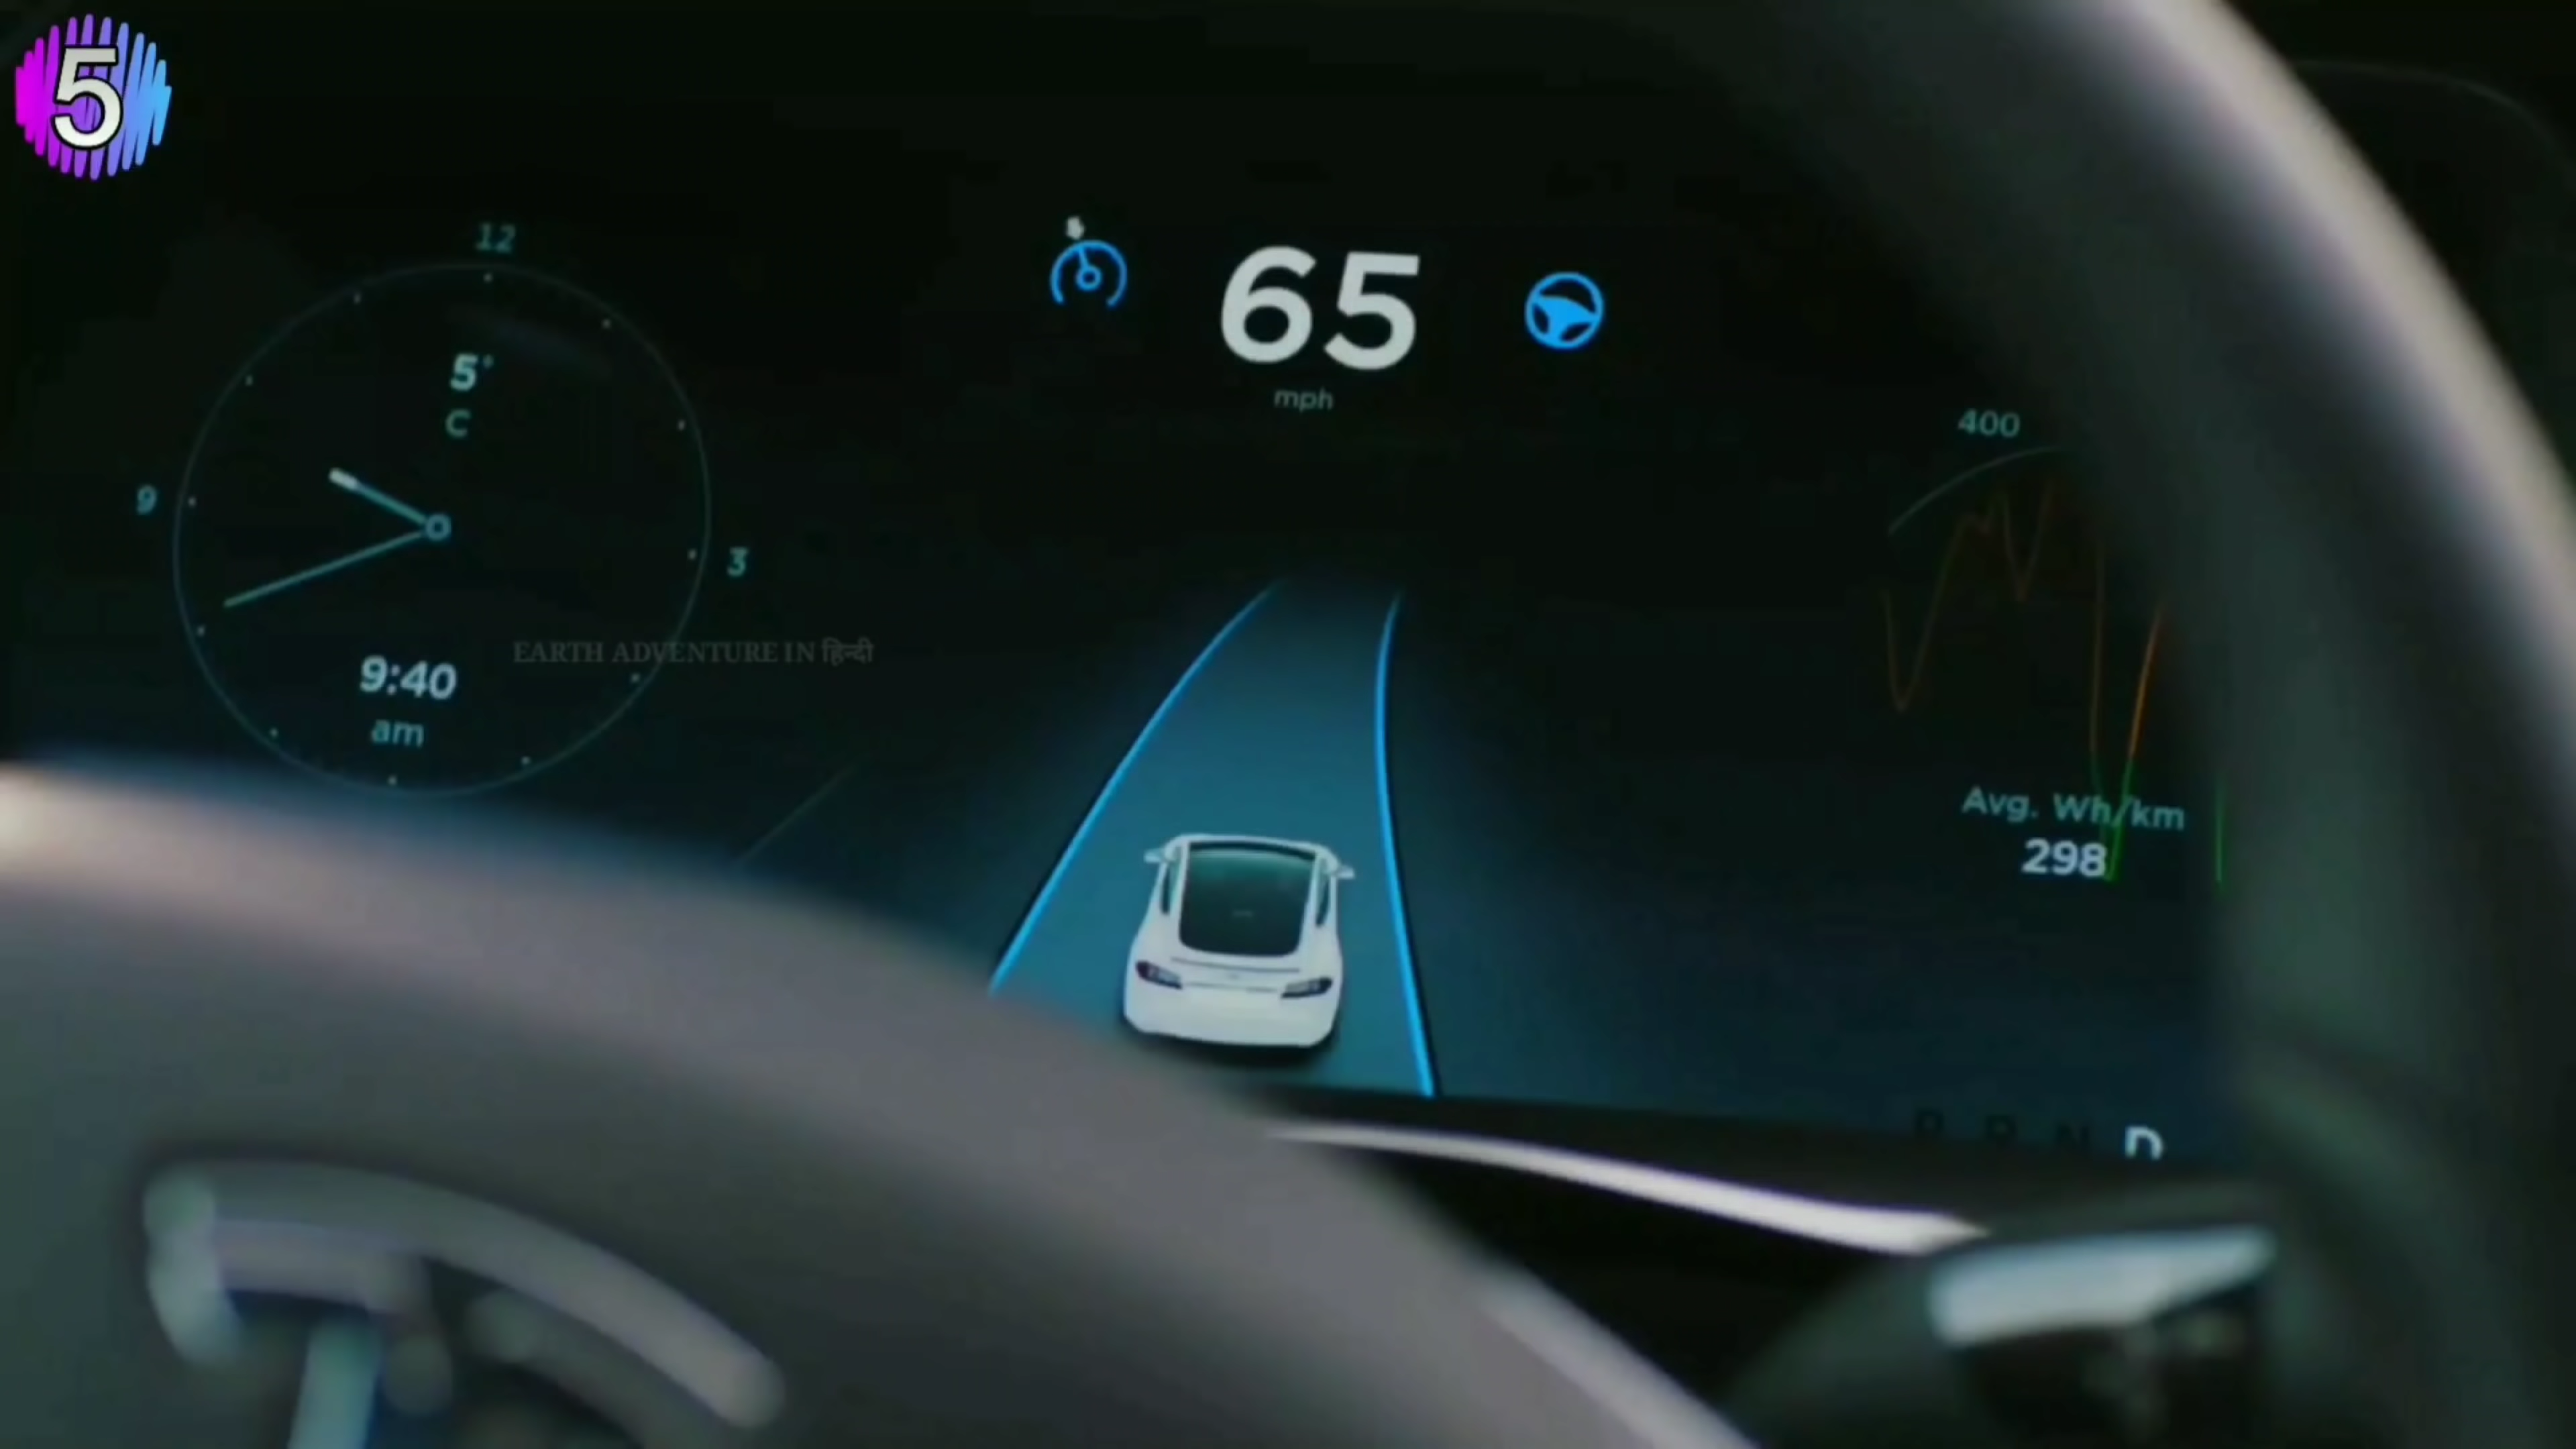 5
12
65
mph
5°
C
400
9
3
EARTH ADVENTURE IN हिन्दी
9:40
am
Avg. Wh/km
298
P R N D